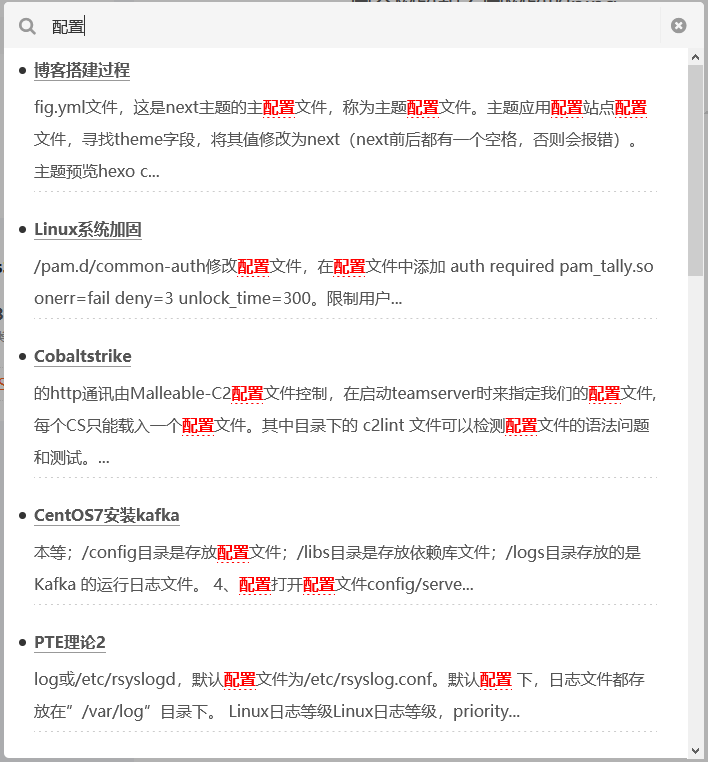 配置
博客搭建过程
fig.yml文件，这是next主题的主配置文件，称为主题配置文件。主题应用配置站点配置
文件，寻找theme字段，将其值修改为next（next前后都有一个空格，否则会报错）。
主题预览hexo c...
Linux系统加固
/pam.d/common-auth修改配置文件，在配置文件中添加 auth required pam_tally.so
onerr=fail deny=3 unlock_time=300。限制用户...
Cobaltstrike
的http通讯由Malleable-C2配置文件控制，在启动teamserver时来指定我们的配置文件,
每个CS只能载入一个配置文件。其中目录下的 c2lint 文件可以检测配置文件的语法问题
和测试。...
CentOS7安装kafka
本等；/config目录是存放配置文件；/libs目录是存放依赖库文件；/logs目录存放的是
Kafka 的运行日志文件。 4、配置打开配置文件config/serve...
PTE理论2
log或/etc/rsyslogd，默认配置文件为/etc/rsyslog.conf。默认配置 下，日志文件都存
放在”/var/log“目录下。 Linux日志等级Linux日志等级，priority...